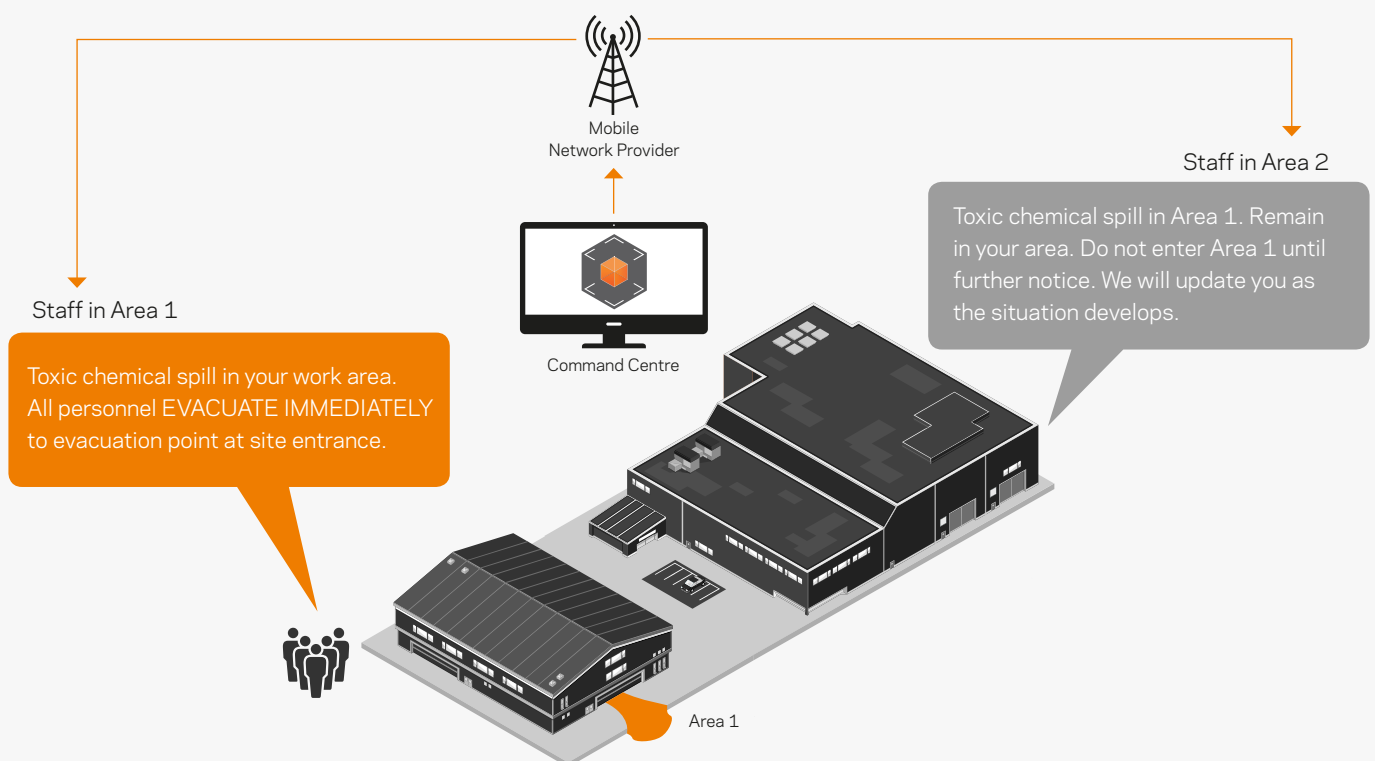 Mobile
Network Provider
Staff in Area 2
Toxic chemical spill in Area 1. Remain
in your area. Do not enter Area 1 until
further notice. We will update you as
the situation develops.
Staff in Area 1
Toxic chemical spill in your work area.
All personnel EVACUATE IMMEDIATELY
to evacuation point at site entrance.
Command Centre
Area 1